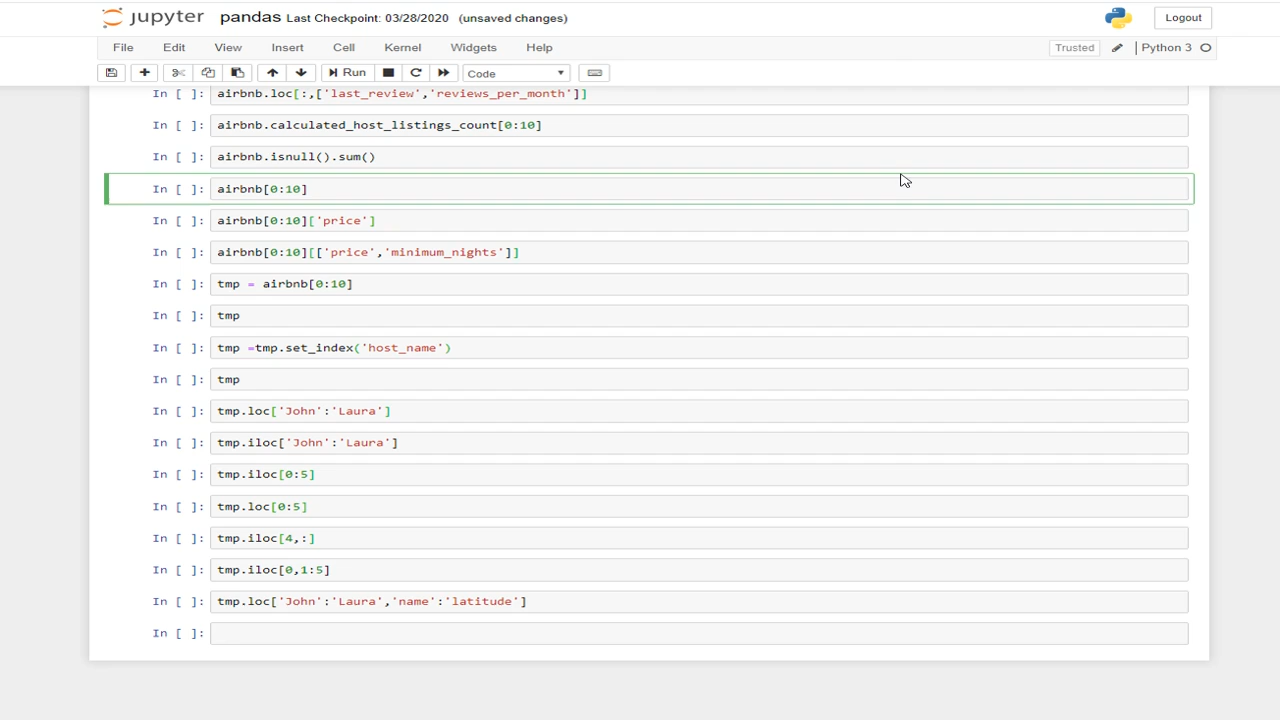 jupyter pandas Last Checkpoint: 03/28/2020 (unsaved changes) Logout
File Edit View Insert Cell Kernel Widgets Help Trusted Python 3
Run Code
In [ ]: airbnb.loc[:,['last_review','reviews_per_month']]
In [ ]: airbnb.calculated_host_listings_count[0:10]
In [ ]: airbnb.isnull().sum()
In [ ]: airbnb[0:10]
In [ ]: airbnb[0:10]['price']
In [ ]: airbnb[0:10][['price','minimum_nights']]
In [ ]: tmp = airbnb[0:10]
In [ ]: tmp
In [ ]: tmp =tmp.set_index('host_name')
In [ ]: tmp
In [ ]: tmp.loc['John':'Laura']
In [ ]: tmp.iloc['John':'Laura']
In [ ]: tmp.iloc[0:5]
In [ ]: tmp.loc[0:5]
In [ ]: tmp.iloc[4,:]
In [ ]: tmp.iloc[0,1:5]
In [ ]: tmp.loc['John':'Laura','name':'latitude']
In [ ]: